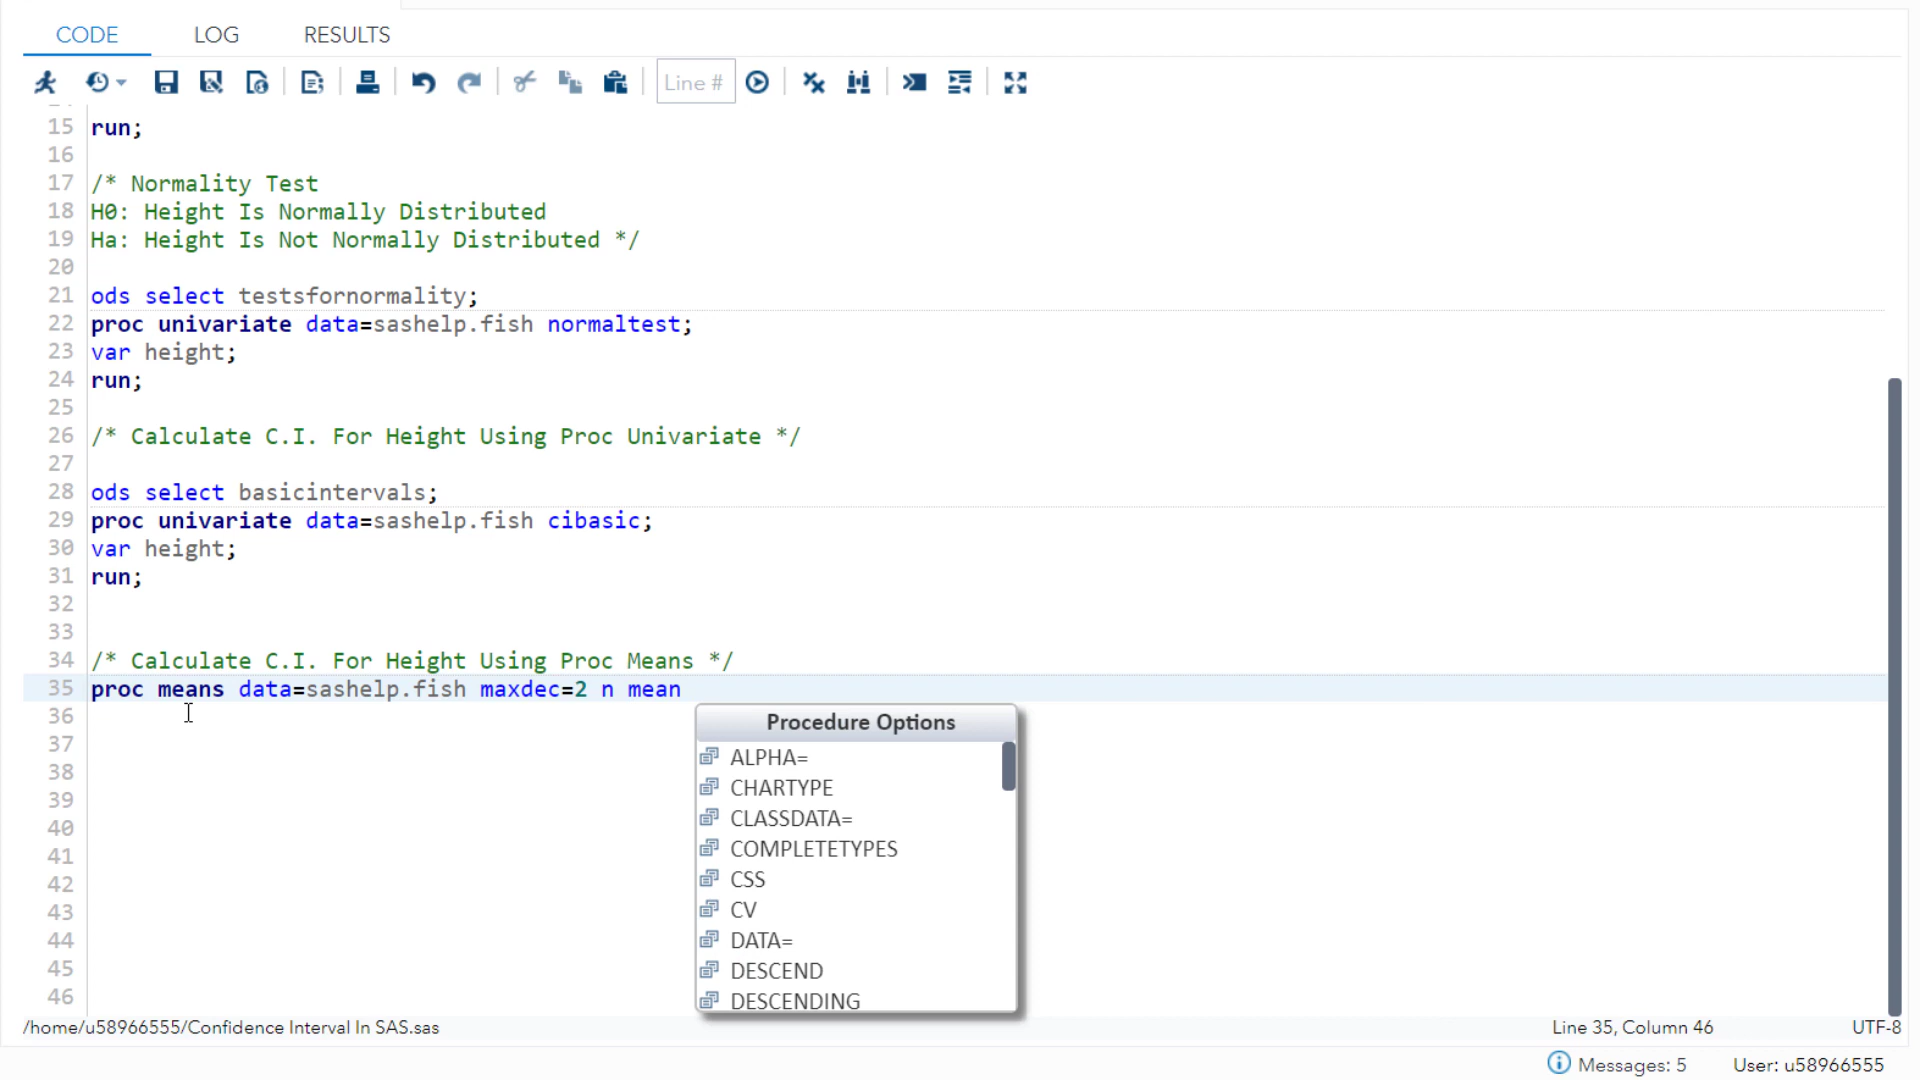 CODE LOG RESULTS
Line #
15 run;
16
17 /* Normality Test
18 H0: Height Is Normally Distributed
19 Ha: Height Is Not Normally Distributed */
20
21 ods select testsfornormality;
22 proc univariate data=sashelp.fish normaltest;
23 var height;
24 run;
25
26 /* Calculate C.I. For Height Using Proc Univariate */
27
28 ods select basicintervals;
29 proc univariate data=sashelp.fish cibasic;
30 var height;
31 run;
32
33
34 /* Calculate C.I. For Height Using Proc Means */
35 proc means data=sashelp.fish maxdec=2 n mean
36
37
38
39
40
41
42
43
44
45
46
Procedure Options
ALPHA=
CHARTYPE
CLASSDATA=
COMPLETETYPES
CSS
CV
DATA=
DESCEND
DESCENDING
/home/u58966555/Confidence Interval In SAS.sas Line 35, Column 46 UTF-8
Messages: 5 User: u58966555